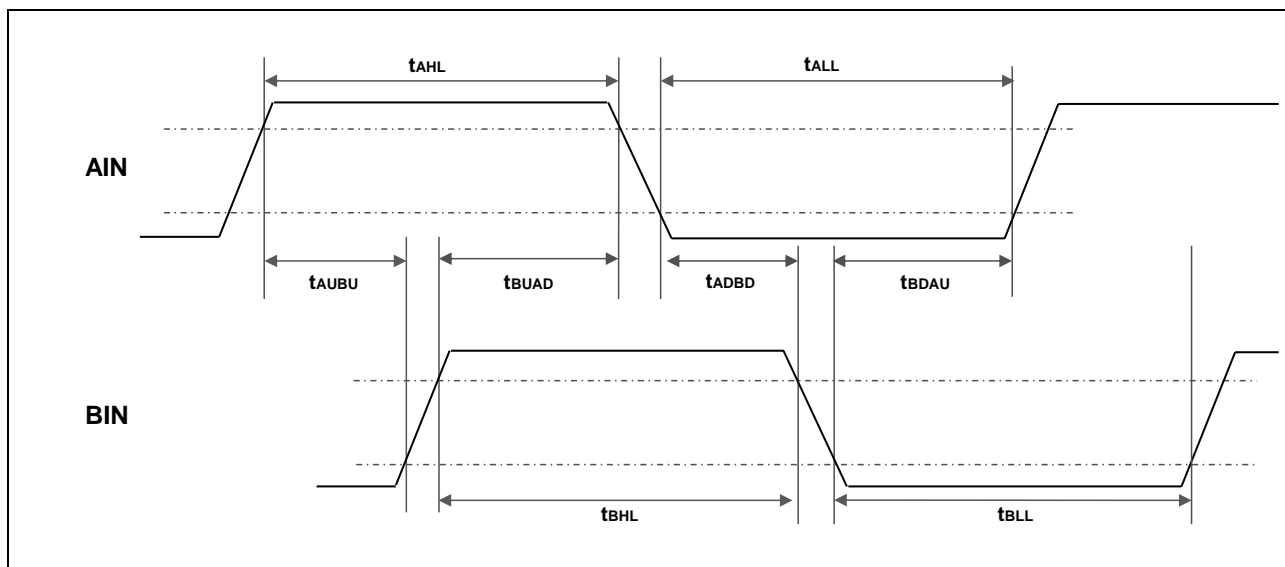 tAHL
tALL
AIN
tAUBU
tBUAD
tADBD
tBDAU
BIN
tBHL
tBLL